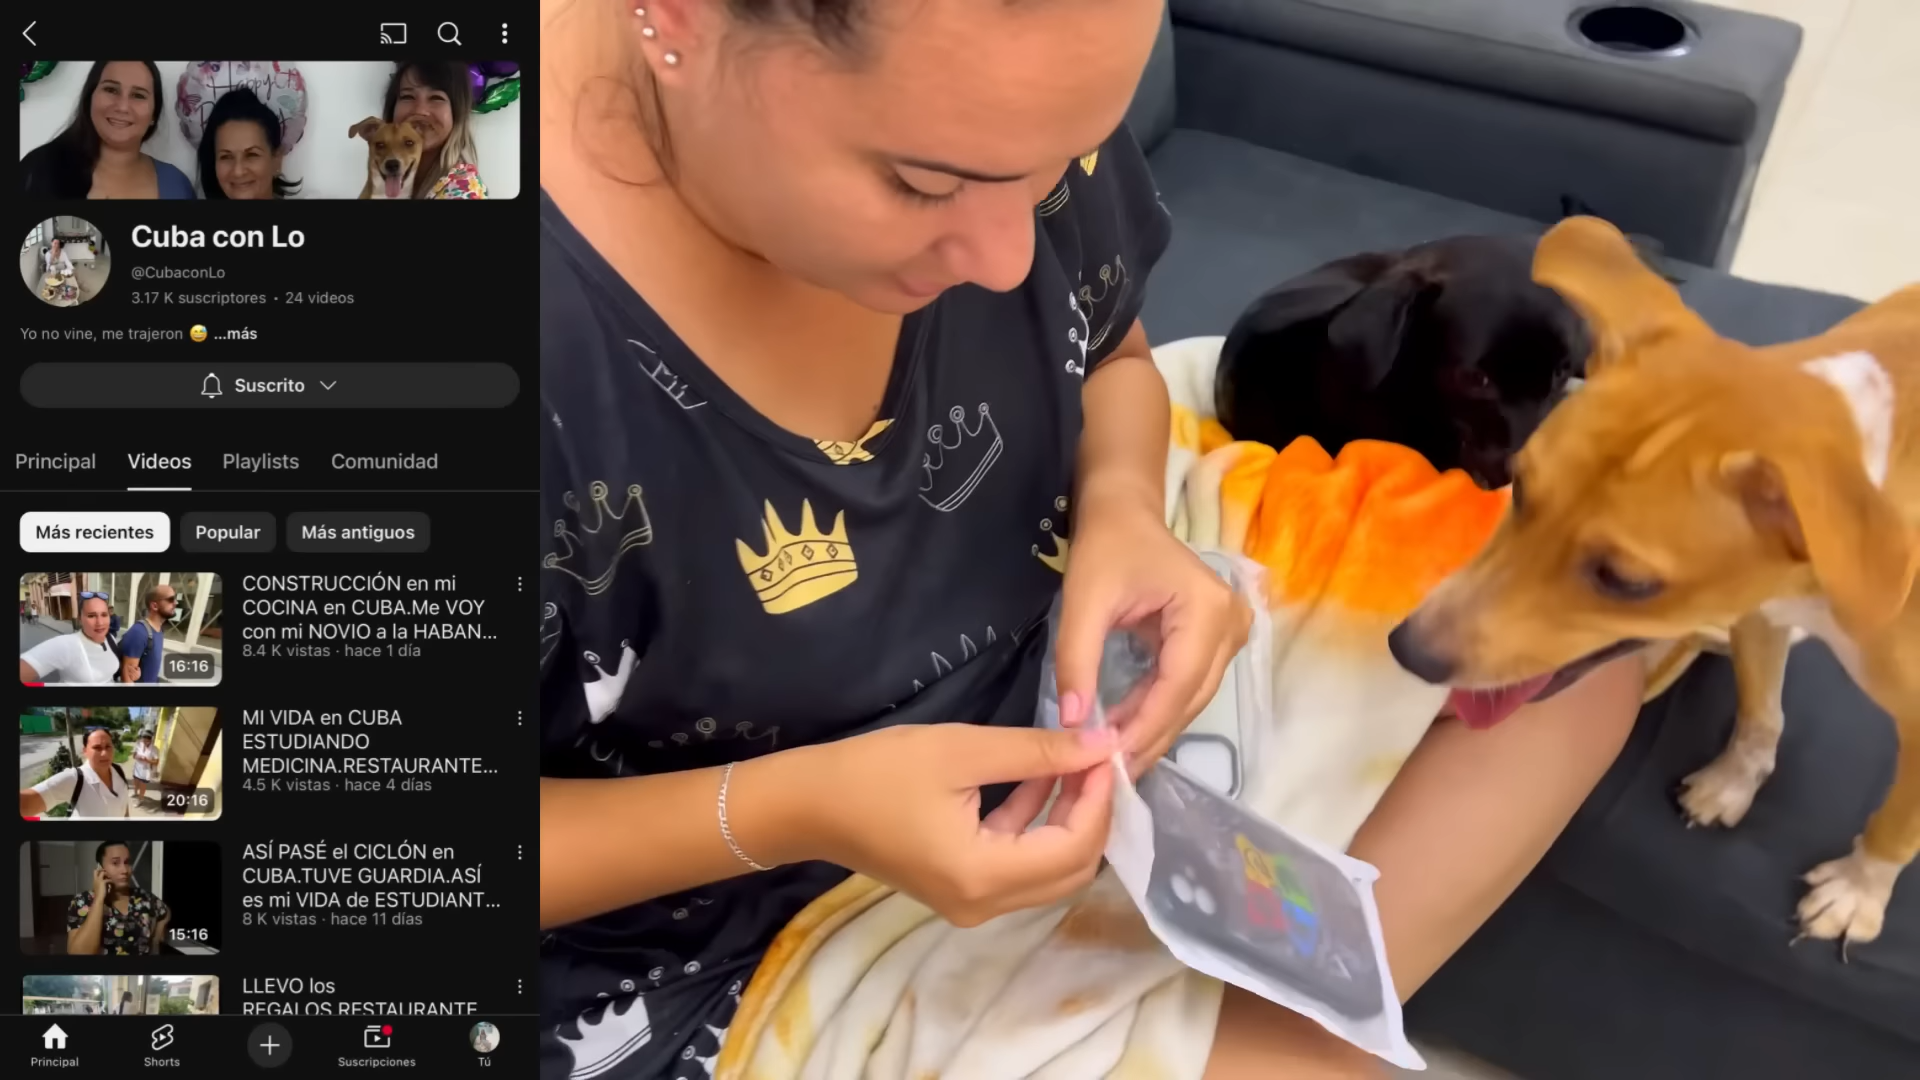 Happy
Cuba con Lo
@CubaconLo
3.17 K suscriptores • 24 videos
Yo no vine, me trajeron 😅 ...más
Suscrito
Principal
Videos
Playlists
Comunidad
Más recientes
Popular
Más antiguos
16:16
CONSTRUCCIÓN en mi
COCINA en CUBA.Me VOY
con mi NOVIO a la HABAN...
8.4 K vistas · hace 1 día
20:16
MI VIDA en CUBA
ESTUDIANDO
MEDICINA.RESTAURANTE...
4.5 K vistas · hace 4 días
15:16
ASÍ PASÉ el CICLÓN en
CUBA.TUVE GUARDIA.ASÍ
es mi VIDA de ESTUDIANT...
8 K vistas · hace 11 días
LLEVO los
REGALOS.RESTAURANTE
Principal
Shorts
Suscripciones
Tú